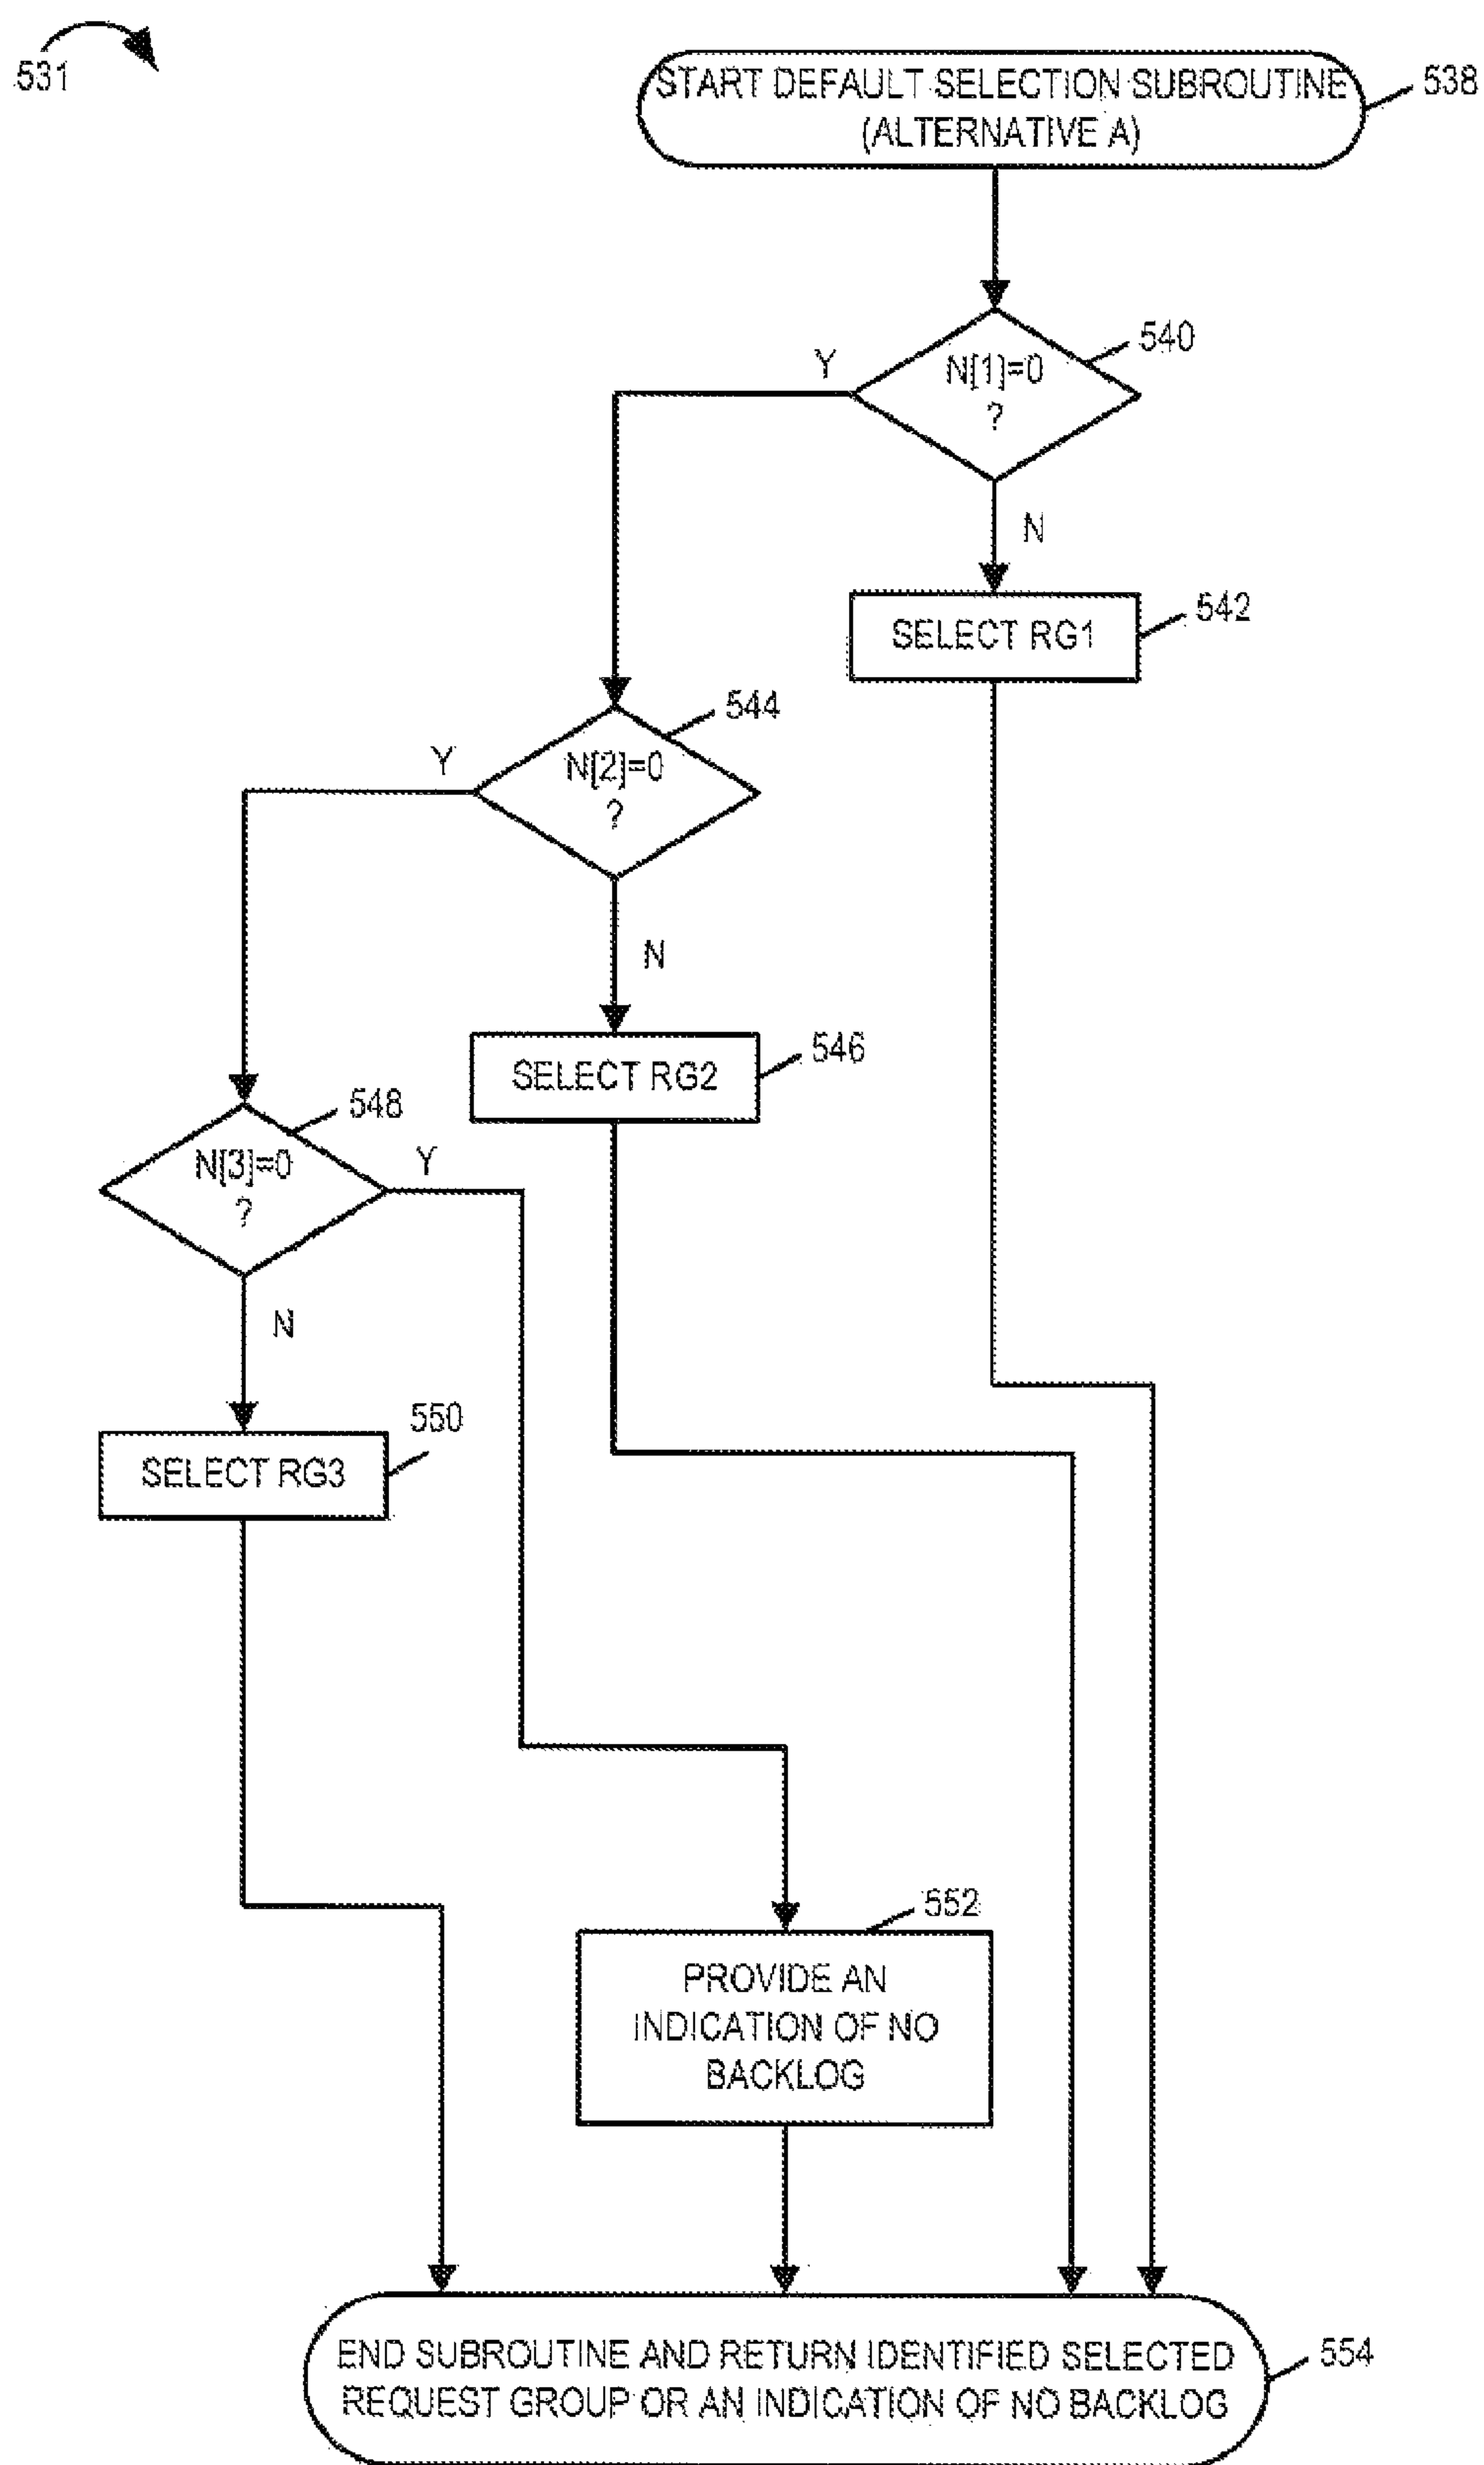 531
START DEFAULT SELECTION SUBROUTINE
(ALTERNATIVE A)
538
540
Y
N[1]=0
?
N
SELECT RG1
542
544
Y
N[2]=0
?
N
SELECT RG2
546
548
N[3]=0
?
Y
N
550
SELECT RG3
552
PROVIDE AN
INDICATION OF NO
BACKLOG
END SUBROUTINE AND RETURN IDENTIFIED SELECTED
REQUEST GROUP OR AN INDICATION OF NO BACKLOG
554